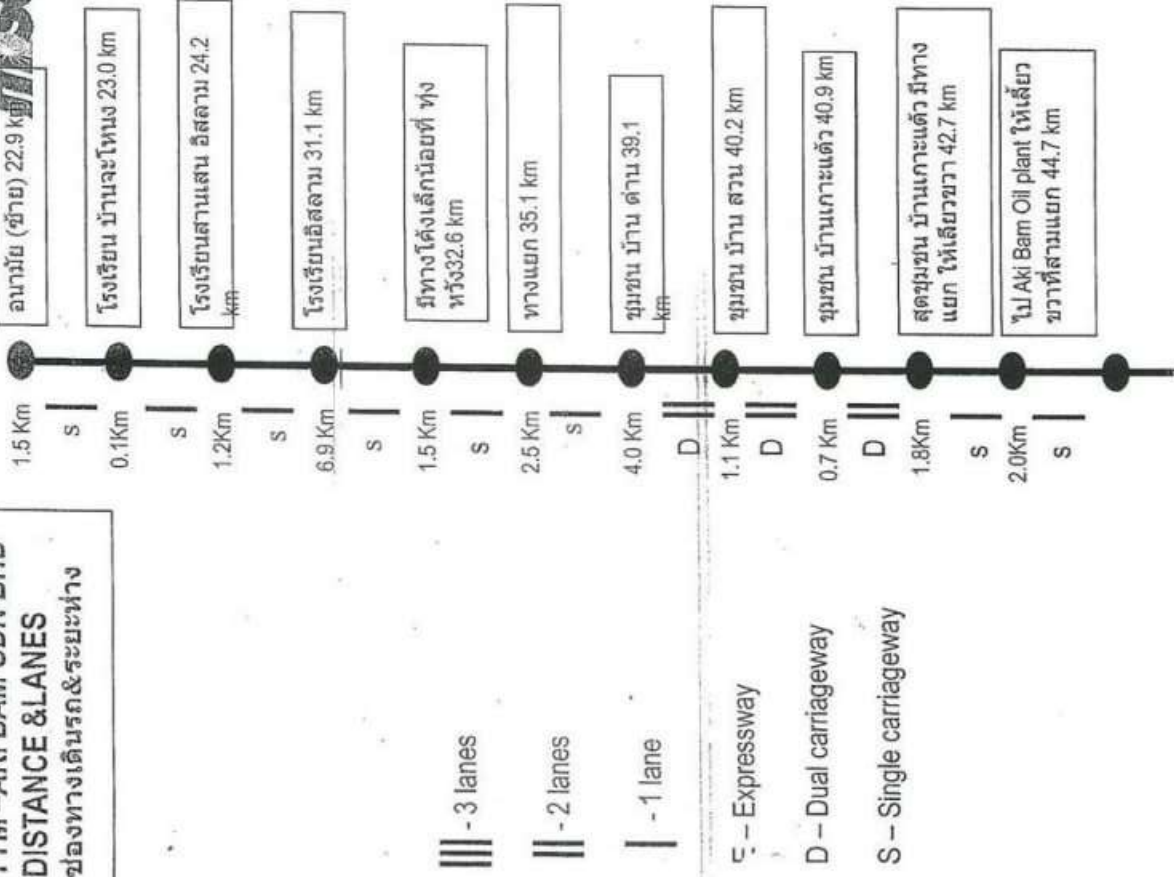 DISTANCE &LANES
ช่องทางเดินรถ&ระยะห่าง
1.5 Km
อนามัย (ซ้าย) 22.9 km
S
0.1Km
โรงเรียน บ้านจะโหนง 23.0 km
S
1.2Km
โรงเรียนสานเสน อิสลาม 24.2
km
S
6.9 Km
โรงเรียนอิสลาม 31.1 km
S
1.5 Km
มีทางโค้งเล็กน้อยที่ ทุ่ง
หวัง32.6 km
S
2.5 Km
ทางแยก 35.1 km
S
4.0 Km
ชุมชน บ้าน ด่าน 39.1
km
D
1.1 Km
ชุมชน บ้าน สวน 40.2 km
D
0.7 Km
ชุมชน บ้านเกาะแต้ว 40.9 km
D
1.8Km
สุดชุมชน บ้านเกาะแต้ว มีทาง
แยก ให้เลียวขวา 42.7 km
S
2.0Km
ไป Aki Bam Oil plant ให้เลี้ยว
ขวาที่สามแยก 44.7 km
S
- 3 lanes
- 2 lanes
- 1 lane
– Expressway
D – Dual carriageway
S – Single carriageway